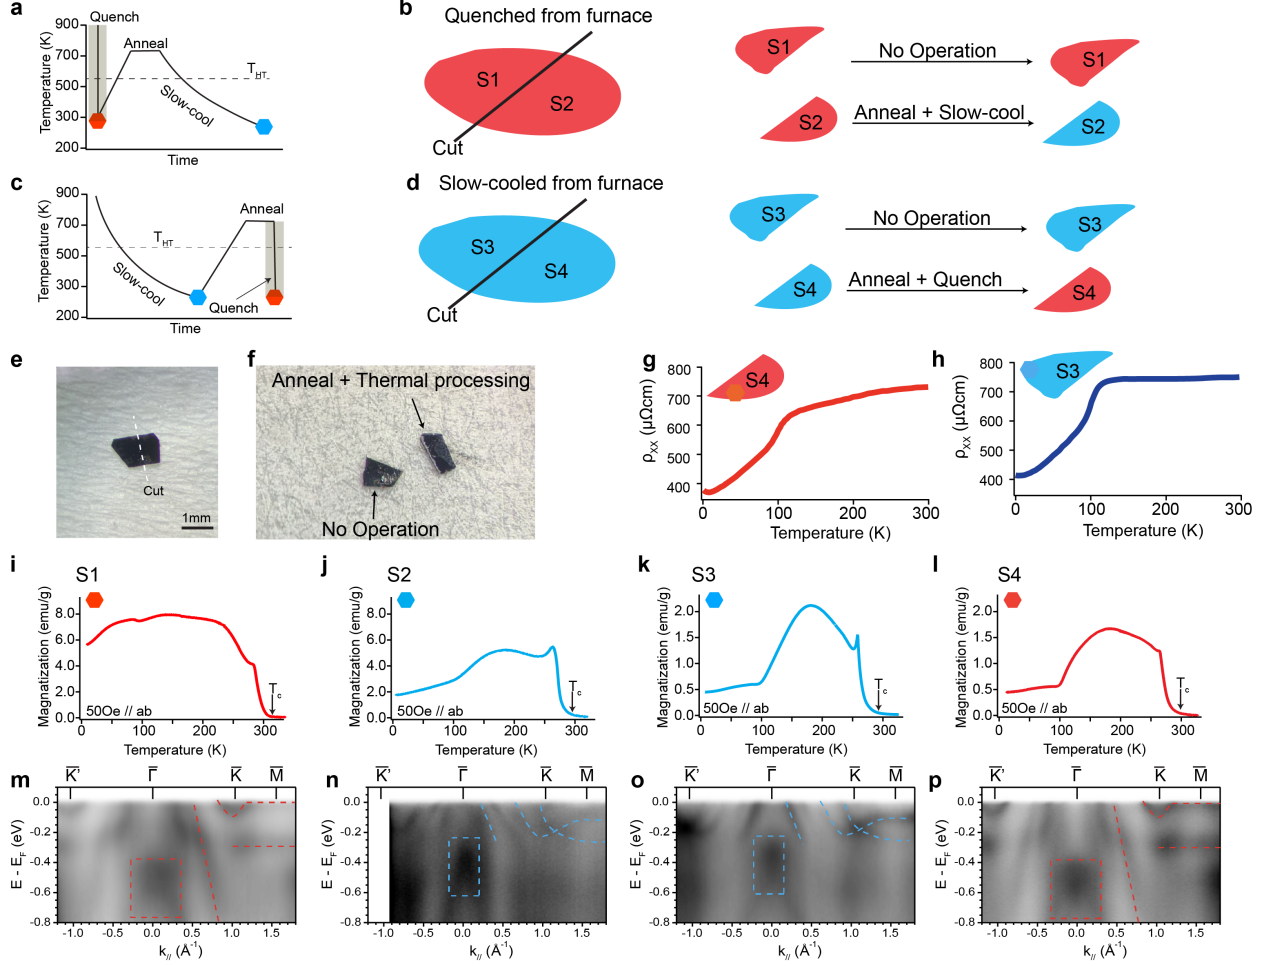 a
Quench
Anneal
T_HT
Slow-cool
Temperature (K)
900
700
500
300
200
Time
b
Quenched from furnace
S1
S2
Cut
S1
No Operation
S1
S2
Anneal + Slow-cool
S2
c
Anneal
T_HT
Slow-cool
Quench
Temperature (K)
900
700
500
300
200
Time
d
Slow-cooled from furnace
S3
S4
Cut
S3
No Operation
S3
S4
Anneal + Quench
S4
e
Cut
1mm
f
Anneal + Thermal processing
No Operation
g
S4
ρ_XX (μΩcm)
800
700
600
500
400
0 100 200 300
Temperature (K)
h
S3
ρ_XX (μΩcm)
800
700
600
500
400
0 100 200 300
Temperature (K)
i
S1
Magnatization (emu/g)
8.0
6.0
4.0
2.0
0.0
50Oe // ab
T_c
0 100 200 300
Temperature (K)
j
S2
Magnatization (emu/g)
8.0
6.0
4.0
2.0
0.0
50Oe // ab
T_c
0 100 200 300
Temperature (K)
k
S3
Magnatization (emu/g)
2.0
1.5
1.0
0.5
0.0
50Oe // ab
T_c
0 100 200 300
Temperature (K)
l
S4
Magnatization (emu/g)
2.0
1.5
1.0
0.5
0.0
50Oe // ab
T_c
0 100 200 300
Temperature (K)
m
K̅' Γ̅ K̅ M̅
E - E_F (eV)
0.0
-0.2
-0.4
-0.6
-0.8
-1.0 -0.5 0.0 0.5 1.0 1.5
k_// (Å⁻¹)
n
K̅' Γ̅ K̅ M̅
E - E_F (eV)
0.0
-0.2
-0.4
-0.6
-0.8
-1.0 -0.5 0.0 0.5 1.0 1.5
k_// (Å⁻¹)
o
K̅' Γ̅ K̅ M̅
E - E_F (eV)
0.0
-0.2
-0.4
-0.6
-0.8
-1.0 -0.5 0.0 0.5 1.0 1.5
k_// (Å⁻¹)
p
K̅' Γ̅ K̅ M̅
E - E_F (eV)
0.0
-0.2
-0.4
-0.6
-0.8
-1.0 -0.5 0.0 0.5 1.0 1.5
k_// (Å⁻¹)